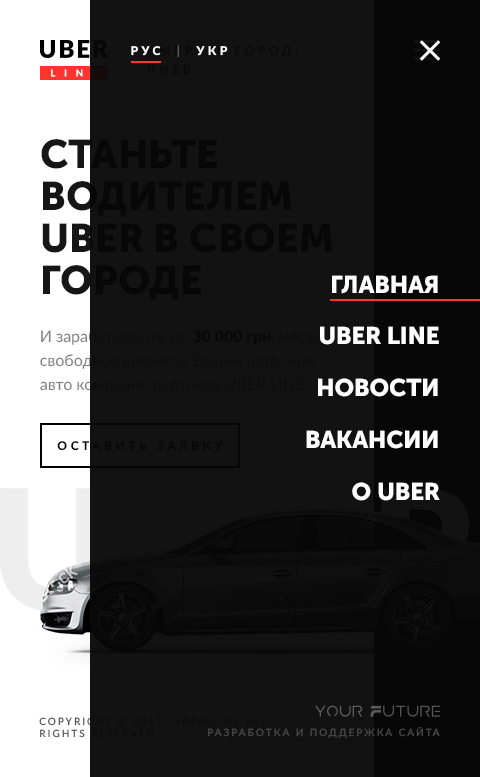 UBER
LINE
РУС | УКР
ГОРОД:
КИЕВ
СТАНЬТЕ
ВОДИТЕЛЕМ
UBER В СВОЕМ
ГОРОДЕ
ГЛАВНАЯ
UBER LINE
НОВОСТИ
ВАКАНСИИ
О UBER
И зарабатывайте до 30 000 грн/месяц
свободное время на Вашем авто, или
авто компании партнера UBER LINE
ОСТАВИТЬ ЗАЯВКУ
YOUR FUTURE
COPYRIGHT © 2017. UBER-LINE ALL
RIGHTS RESERVED.
РАЗРАБОТКА И ПОДДЕРЖКА САЙТА